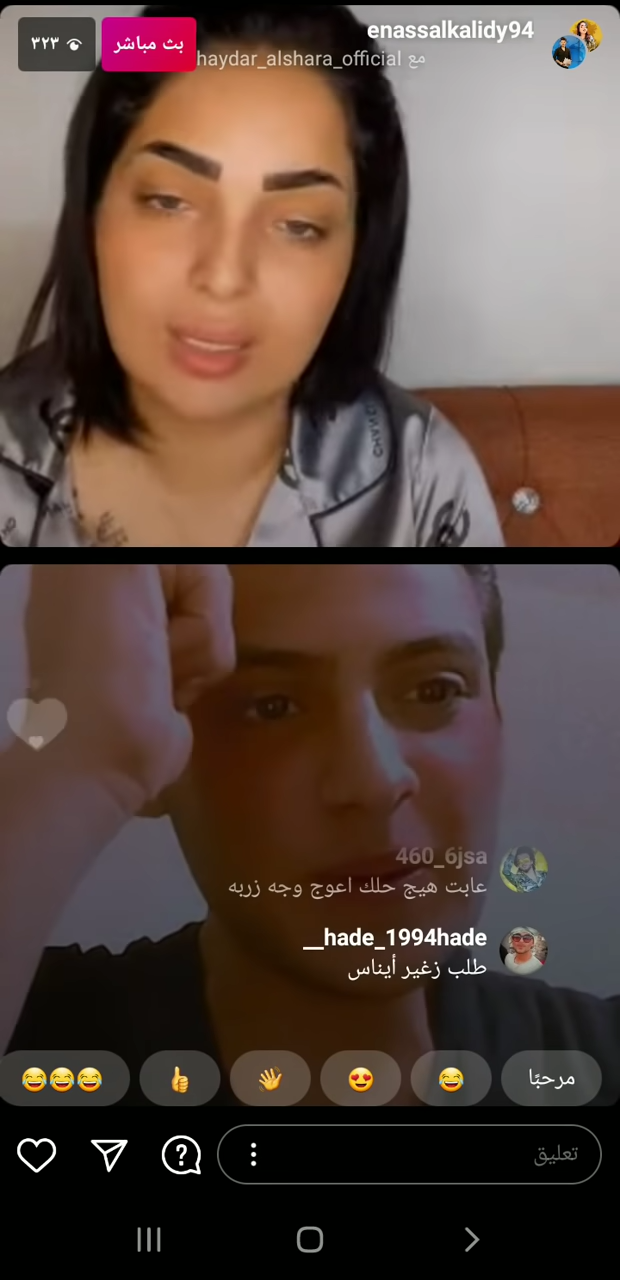 enassalkalidy94
مع haydar_alshara_official
بث مباشر
٣٢٣
CHAN
460_6jsa
عابت هيج حلك اعوج وجه زربه
__hade_1994hade
طلب زغير أيناس
مرحبًا
تعليق